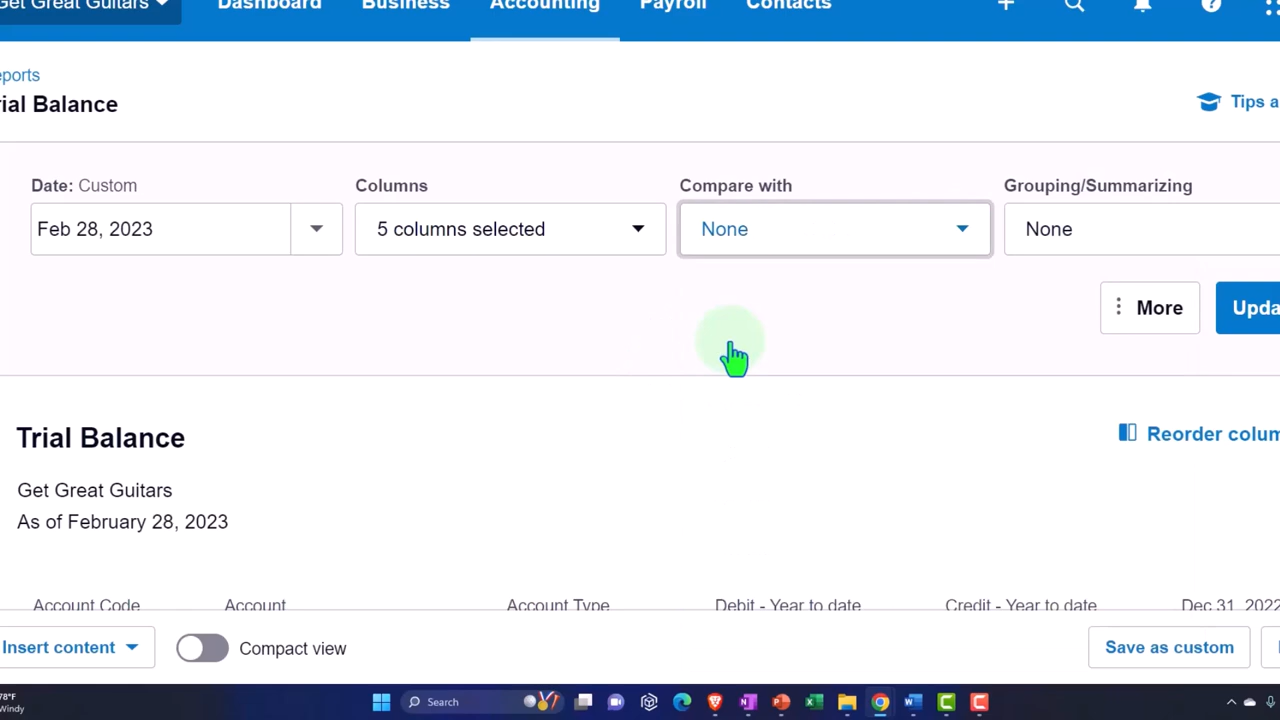 Get Great Guitars Dashboard Business Accounting Payroll Contacts
eports
rial Balance
Tips a
Date: Custom Columns Compare with Grouping/Summarizing
Feb 28, 2023 5 columns selected None None
More Upda
Trial Balance
Reorder colum
Get Great Guitars
As of February 28, 2023
Account Code Account Account Type Debit - Year to date Credit - Year to date Dec 31, 2022
Insert content Compact view Save as custom
78°F
Windy
Search